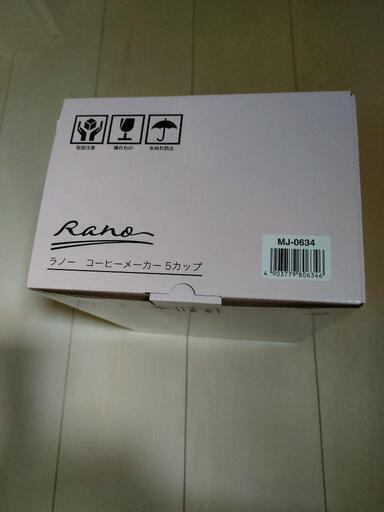 取扱注意 壊れもの 水ぬれ防止
Rano
ラノー コーヒーメーカー 5カップ
MJ-0634
4 903779 806346